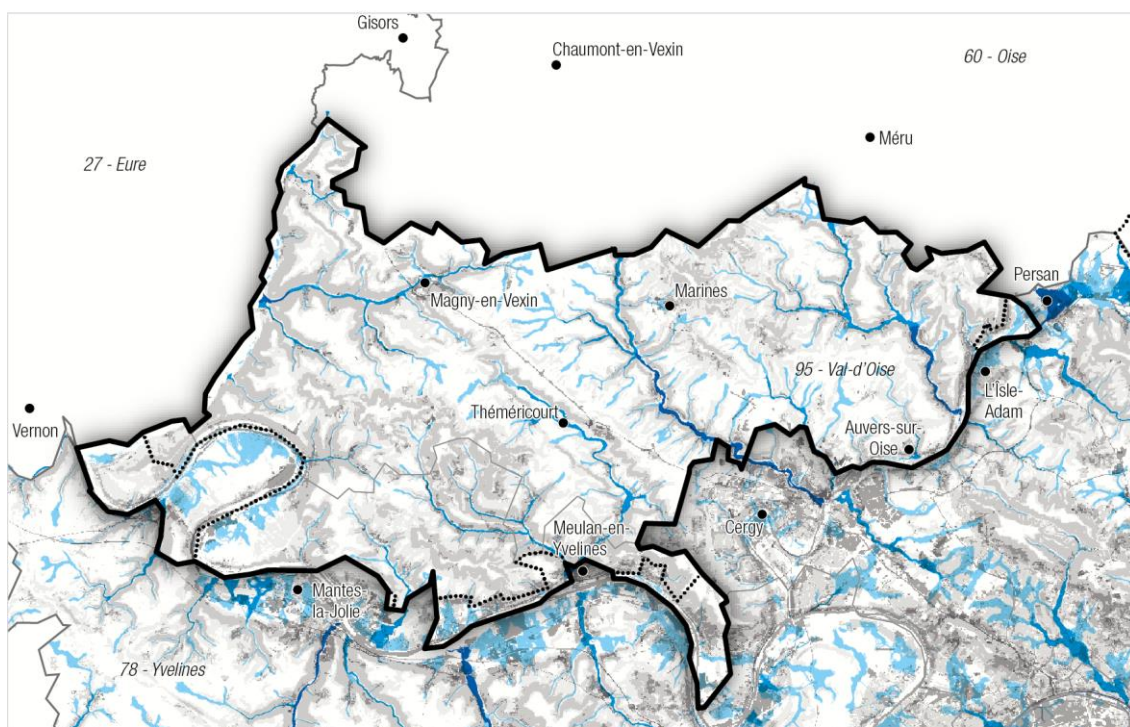 Gisors
Chaumont-en-Vexin
60 - Oise
Méru
27 - Eure
Persan
Magny-en-Vexin
Marines
95 - Val-d'Oise
L'Isle-
Adam
Vernon
Théméricourt
Auvers-sur-
Oise
Cergy
Meulan-en-
Yvelines
Mantes-
la-Jolie
78 - Yvelines